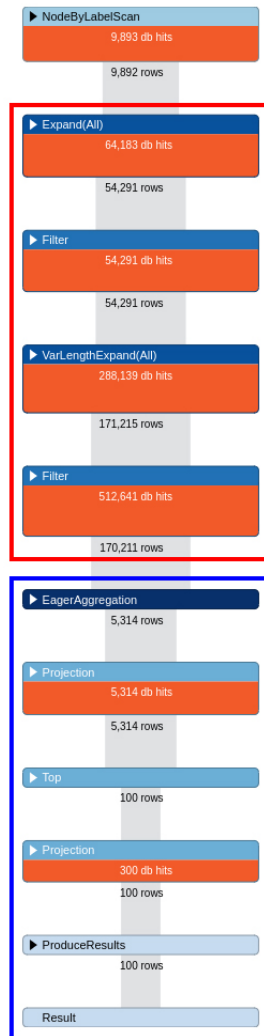 NodeByLabelScan
9,893 db hits
9,892 rows
Expand(All)
64,183 db hits
54,291 rows
Filter
54,291 db hits
54,291 rows
VarLengthExpand(All)
288,139 db hits
171,215 rows
Filter
512,641 db hits
170,211 rows
EagerAggregation
5,314 rows
Projection
5,314 db hits
5,314 rows
Top
100 rows
Projection
300 db hits
100 rows
ProduceResults
100 rows
Result